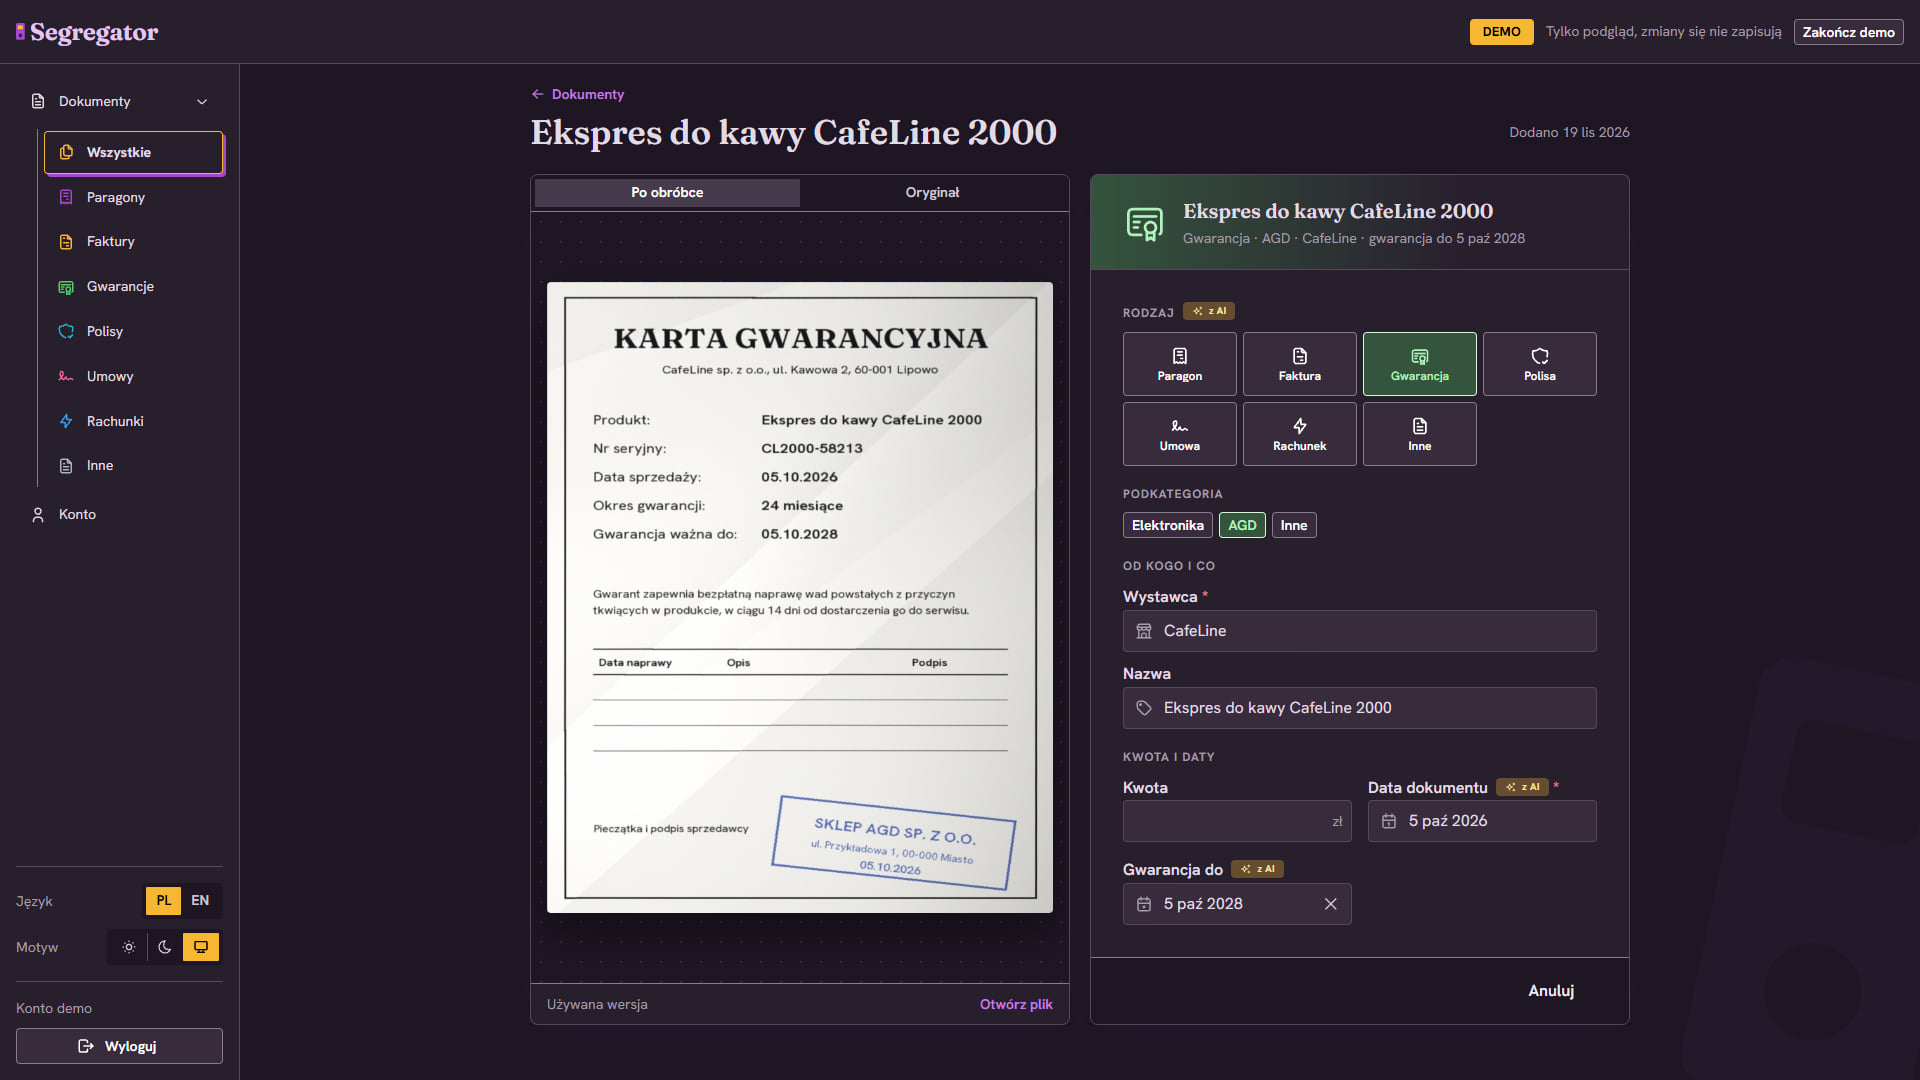 Segregator
DEMO
Tylko podgląd, zmiany się nie zapisują
Zakończ demo
Dokumenty
Wszystkie
Paragony
Faktury
Gwarancje
Polisy
Umowy
Rachunki
Inne
Konto
Język
PL
EN
Motyw
Konto demo
Wyloguj
Dokumenty
Ekspres do kawy CafeLine 2000
Dodano 19 lis 2026
Po obróbce
Oryginał
KARTA GWARANCYJNA
CafeLine sp. z o.o., ul. Kawowa 2, 60-001 Lipowo
Produkt: Ekspres do kawy CafeLine 2000
Nr seryjny: CL2000-58213
Data sprzedaży: 05.10.2026
Okres gwarancji: 24 miesiące
Gwarancja ważna do: 05.10.2028
Gwarant zapewnia bezpłatną naprawę wad powstałych z przyczyn
tkwiących w produkcie, w ciągu 14 dni od dostarczenia go do serwisu.
Data naprawy Opis Podpis
Pieczątka i podpis sprzedawcy
SKLEP AGD SP. Z O.O.
ul. Przykładowa 1, 00-000 Miasto
05.10.2026
Używana wersja
Otwórz plik
Ekspres do kawy CafeLine 2000
Gwarancja · AGD · CafeLine · gwarancja do 5 paź 2028
RODZAJ z AI
Paragon
Faktura
Gwarancja
Polisa
Umowa
Rachunek
Inne
PODKATEGORIA
Elektronika
AGD
Inne
OD KOGO I CO
Wystawca *
CafeLine
Nazwa
Ekspres do kawy CafeLine 2000
KWOTA I DATY
Kwota
zł
Data dokumentu z AI *
5 paź 2026
Gwarancja do z AI
5 paź 2028
Anuluj